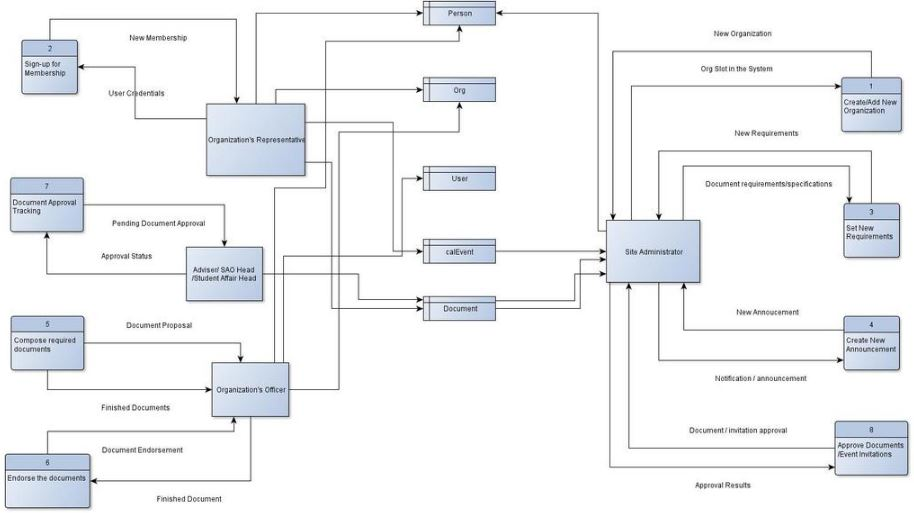 Person
New Membership
2
Sign-up for
Membership
User Credentials
Organization's Representative
Org
New Organization
Org Slot in the System
1
Create/Add New
Organization
New Requirements
Document requirements/specifications
3
Set New
Requirements
User
7
Document Approval
Tracking
Pending Document Approval
Approval Status
Adviser/ SAO Head
/Student Affair Head
calEvent
Site Administrator
Document
5
Compose required
documents
Document Proposal
Organization's Officer
Finished Documents
New Annoucement
4
Create New
Announcement
Notification / announcement
6
Endorse the documents
Document Endorsement
Finished Document
Document / invitation approval
8
Approve Documents
/Event Invitations
Approval Results